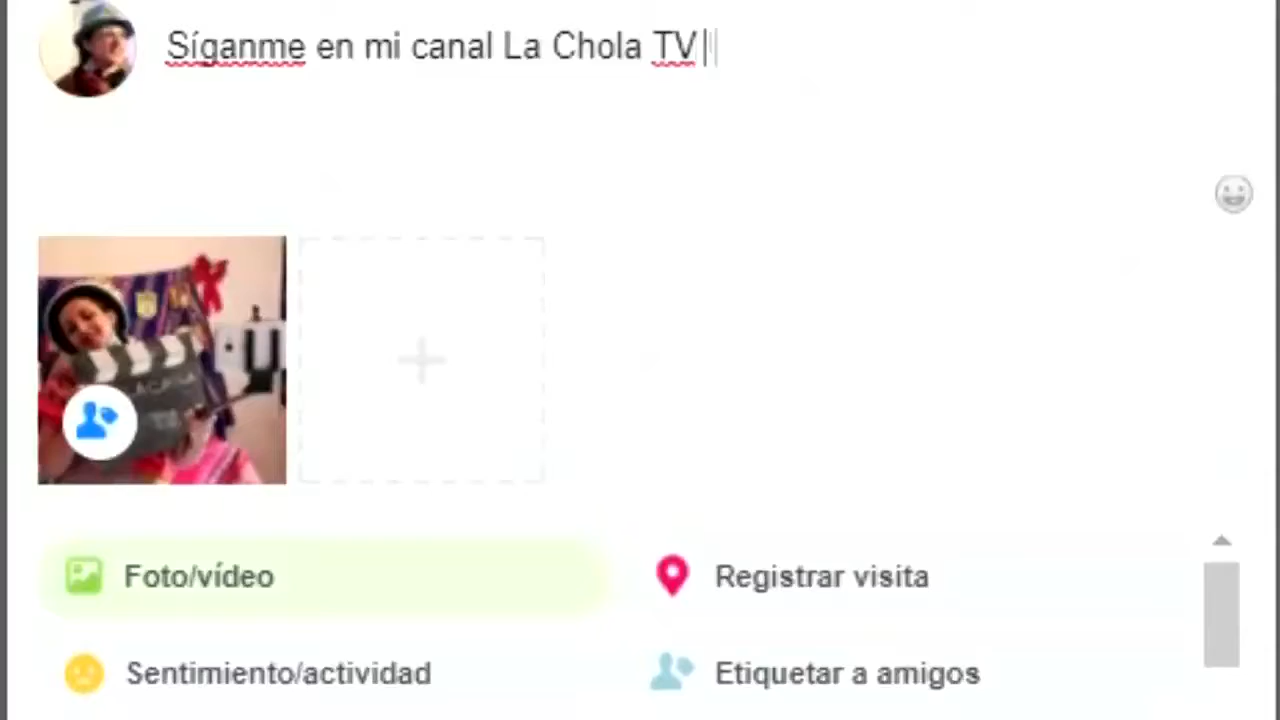 Síganme en mi canal La Chola TV
Foto/vídeo
Registrar visita
Sentimiento/actividad
Etiquetar a amigos